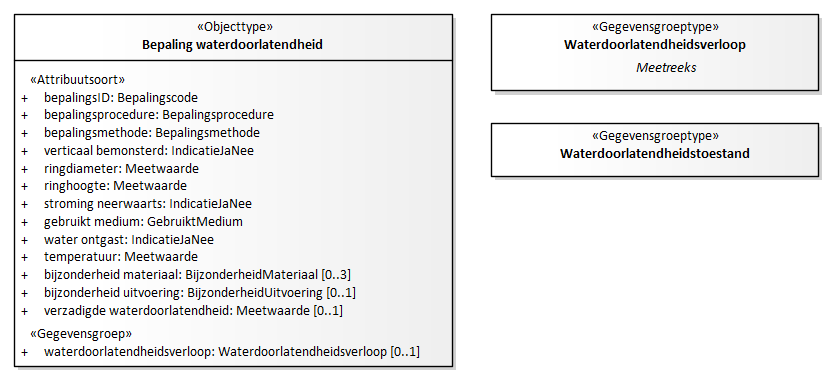 «Objecttype»
Bepaling waterdoorlatendheid
«Attribuutsoort»
+ bepalingsID: Bepalingscode
+ bepalingsprocedure: Bepalingsprocedure
+ bepalingsmethode: Bepalingsmethode
+ verticaal bemonsterd: IndicatieJaNee
+ ringdiameter: Meetwaarde
+ ringhoogte: Meetwaarde
+ stroming neerwaarts: IndicatieJaNee
+ gebruikt medium: GebruiktMedium
+ water ontgast: IndicatieJaNee
+ temperatuur: Meetwaarde
+ bijzonderheid materiaal: BijzonderheidMateriaal [0..3]
+ bijzonderheid uitvoering: BijzonderheidUitvoering [0..1]
+ verzadigde waterdoorlatendheid: Meetwaarde [0..1]
«Gegevensgroep»
+ waterdoorlatendheidsverloop: Waterdoorlatendheidsverloop [0..1]
«Gegevensgroeptype»
Waterdoorlatendheidsverloop
Meetreeks
«Gegevensgroeptype»
Waterdoorlatendheidstoestand